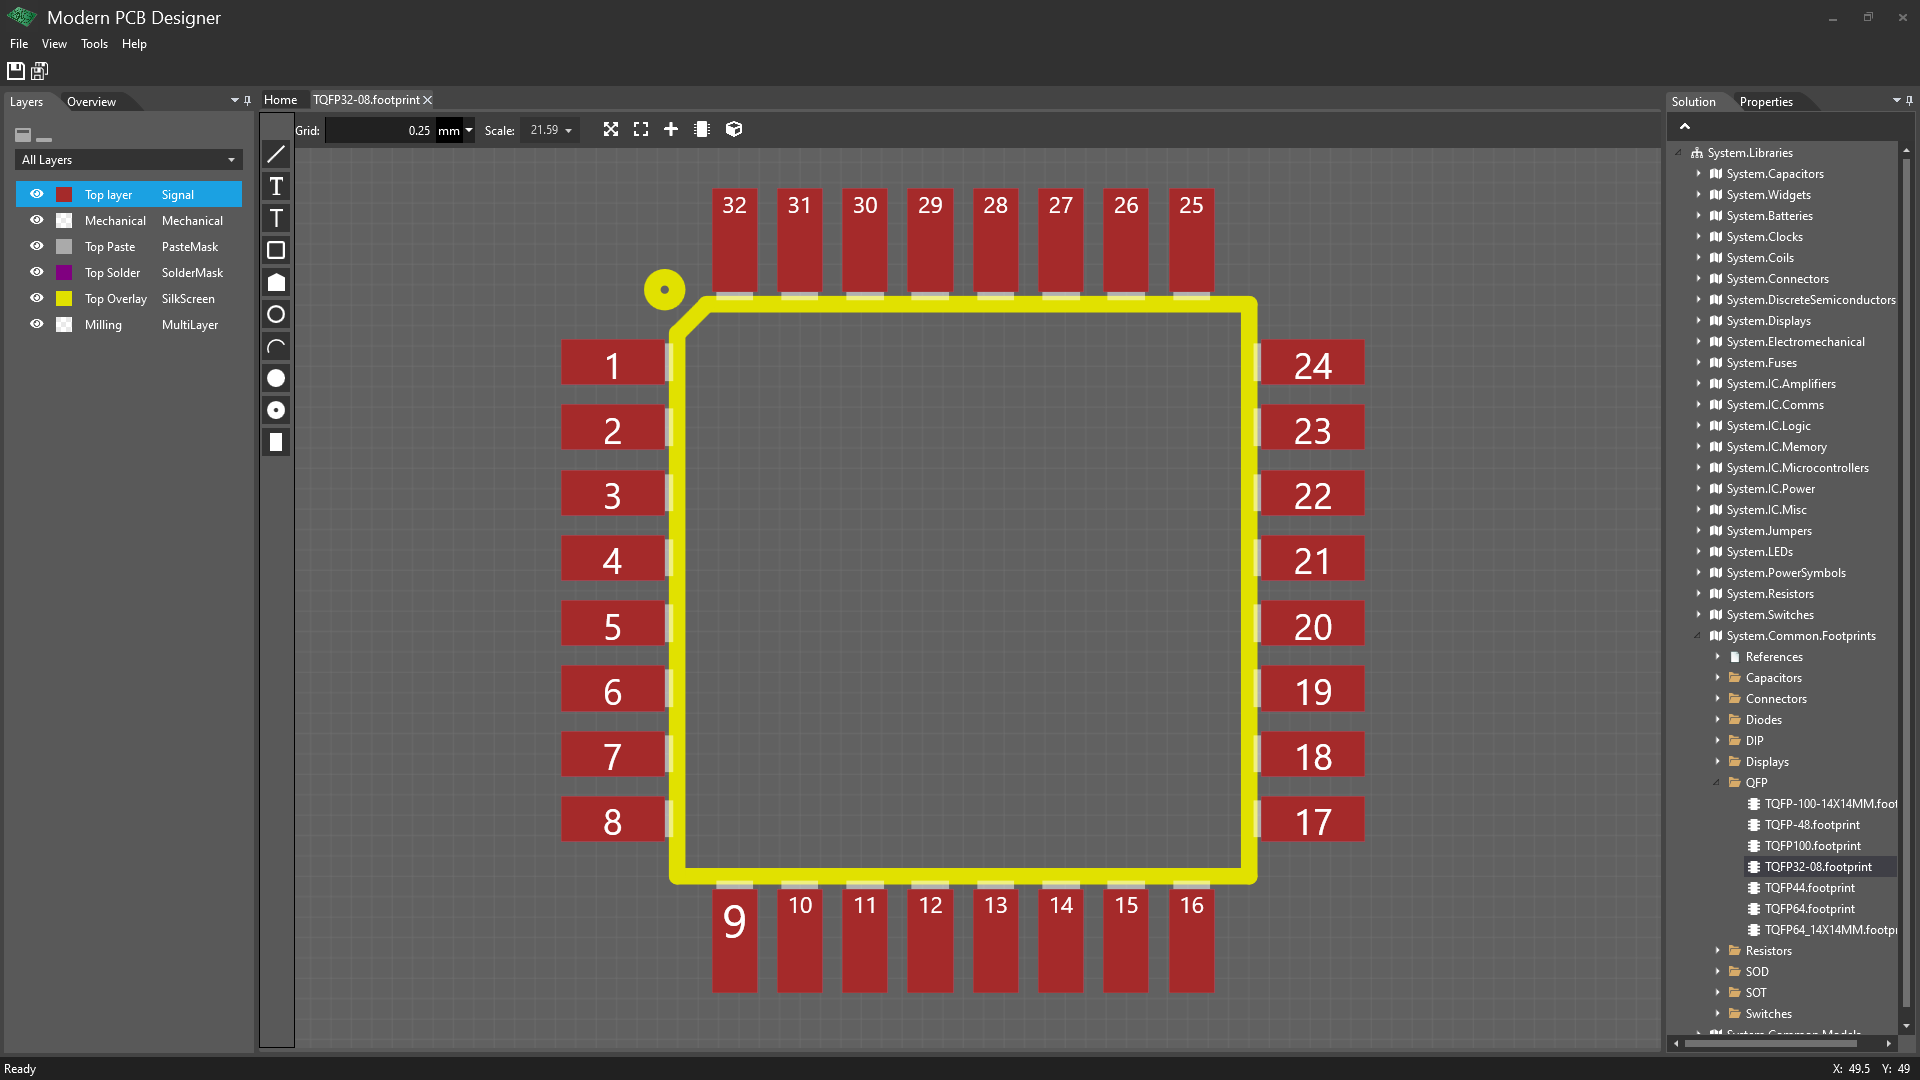 Modern PCB Designer
File View Tools Help
Layers Overview
All Layers
Top layer Signal
Mechanical Mechanical
Top Paste PasteMask
Top Solder SolderMask
Top Overlay SilkScreen
Milling MultiLayer
Home TQFP32-08.footprint
Grid: 0.25 mm Scale: 21.59
T
T
32 31 30 29 28 27 26 25
1 24
2 23
3 22
4 21
5 20
6 19
7 18
8 17
9 10 11 12 13 14 15 16
Solution Properties
System.Libraries
System.Capacitors
System.Widgets
System.Batteries
System.Clocks
System.Coils
System.Connectors
System.DiscreteSemiconductors
System.Displays
System.Electromechanical
System.Fuses
System.IC.Amplifiers
System.IC.Comms
System.IC.Logic
System.IC.Memory
System.IC.Microcontrollers
System.IC.Power
System.IC.Misc
System.Jumpers
System.LEDs
System.PowerSymbols
System.Resistors
System.Switches
System.Common.Footprints
References
Capacitors
Connectors
Diodes
DIP
Displays
QFP
TQFP-100-14X14MM.foot
TQFP-48.footprint
TQFP100.footprint
TQFP32-08.footprint
TQFP44.footprint
TQFP64.footprint
TQFP64_14X14MM.footpr
Resistors
SOD
SOT
Switches
System.Common.Models
Ready
X: 49.5 Y: 49